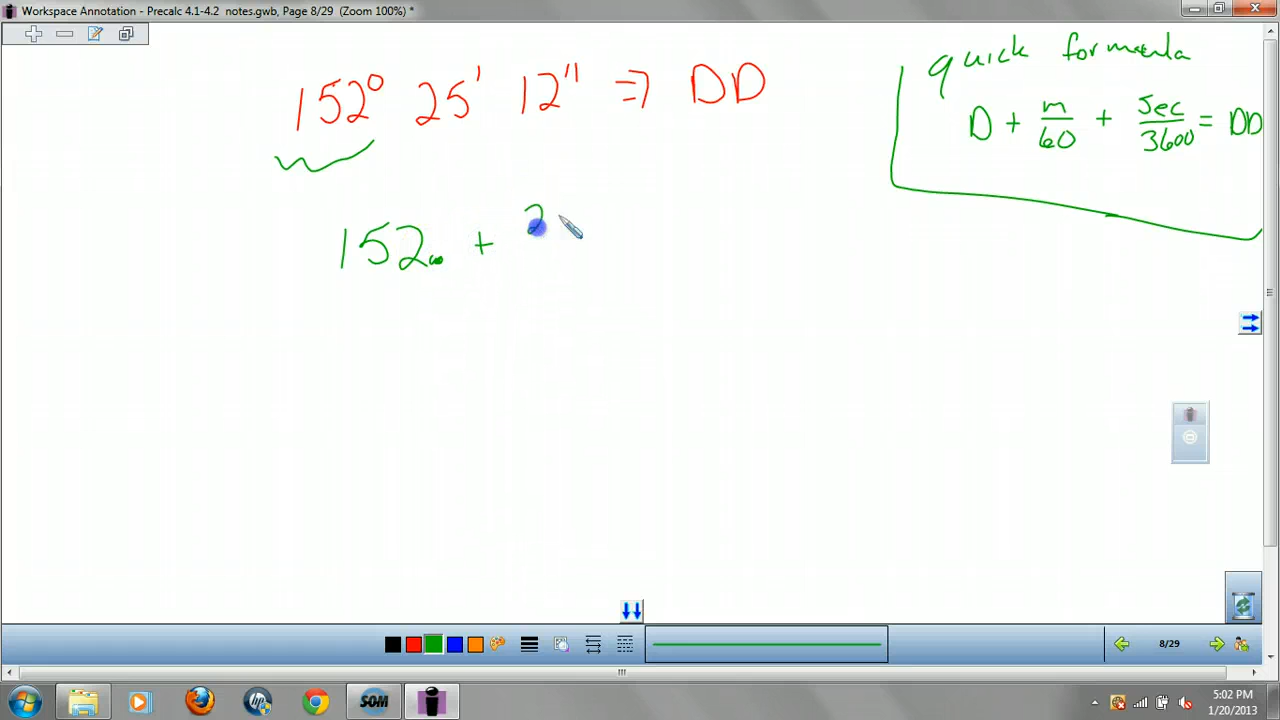 Workspace Annotation - Precalc 4.1-4.2 notes.gwb, Page 8/29 (Zoom 100%) *
quick formula
152° 25' 12" ⇒ DD
D + m/60 + Sec/3600 = DD
152. + 2
8/29
SOM
5:02 PM
1/20/2013